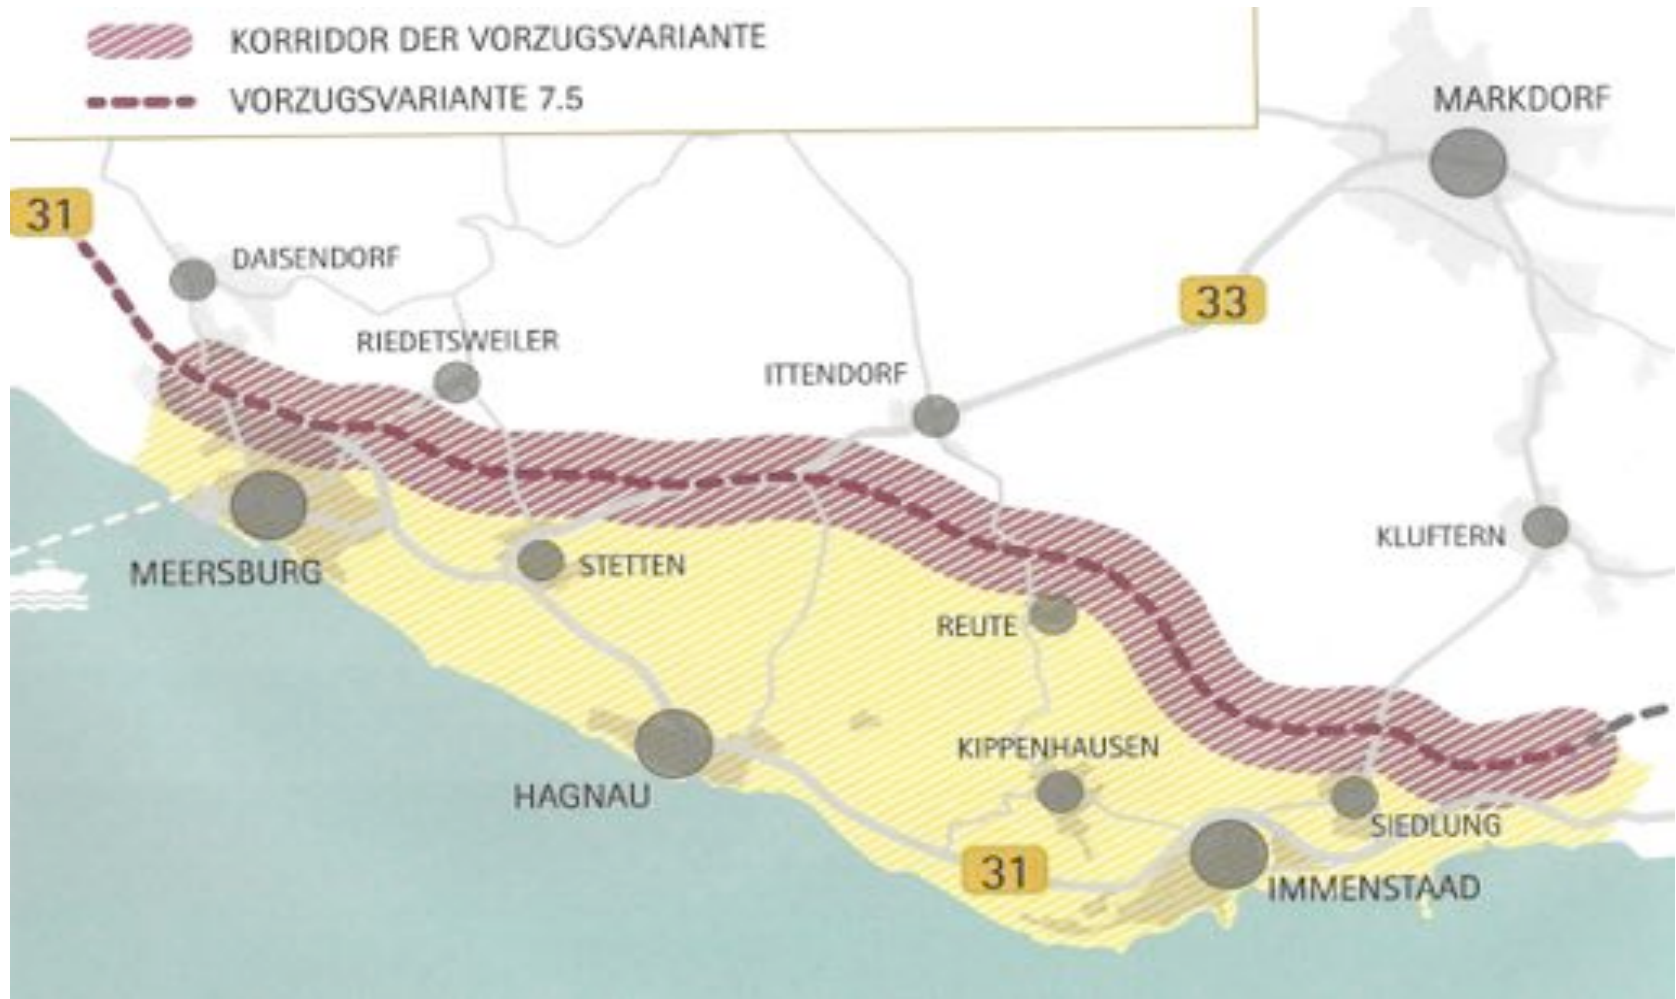 KORRIDOR DER VORZUGSVARIANTE
VORZUGSVARIANTE 7.5
MARKDORF
31
DAISENDORF
33
RIEDETSWEILER
ITTENDORF
KLUFTERN
MEERSBURG
STETTEN
REUTE
KIPPENHAUSEN
HAGNAU
SIEDLUNG
31
IMMENSTAAD